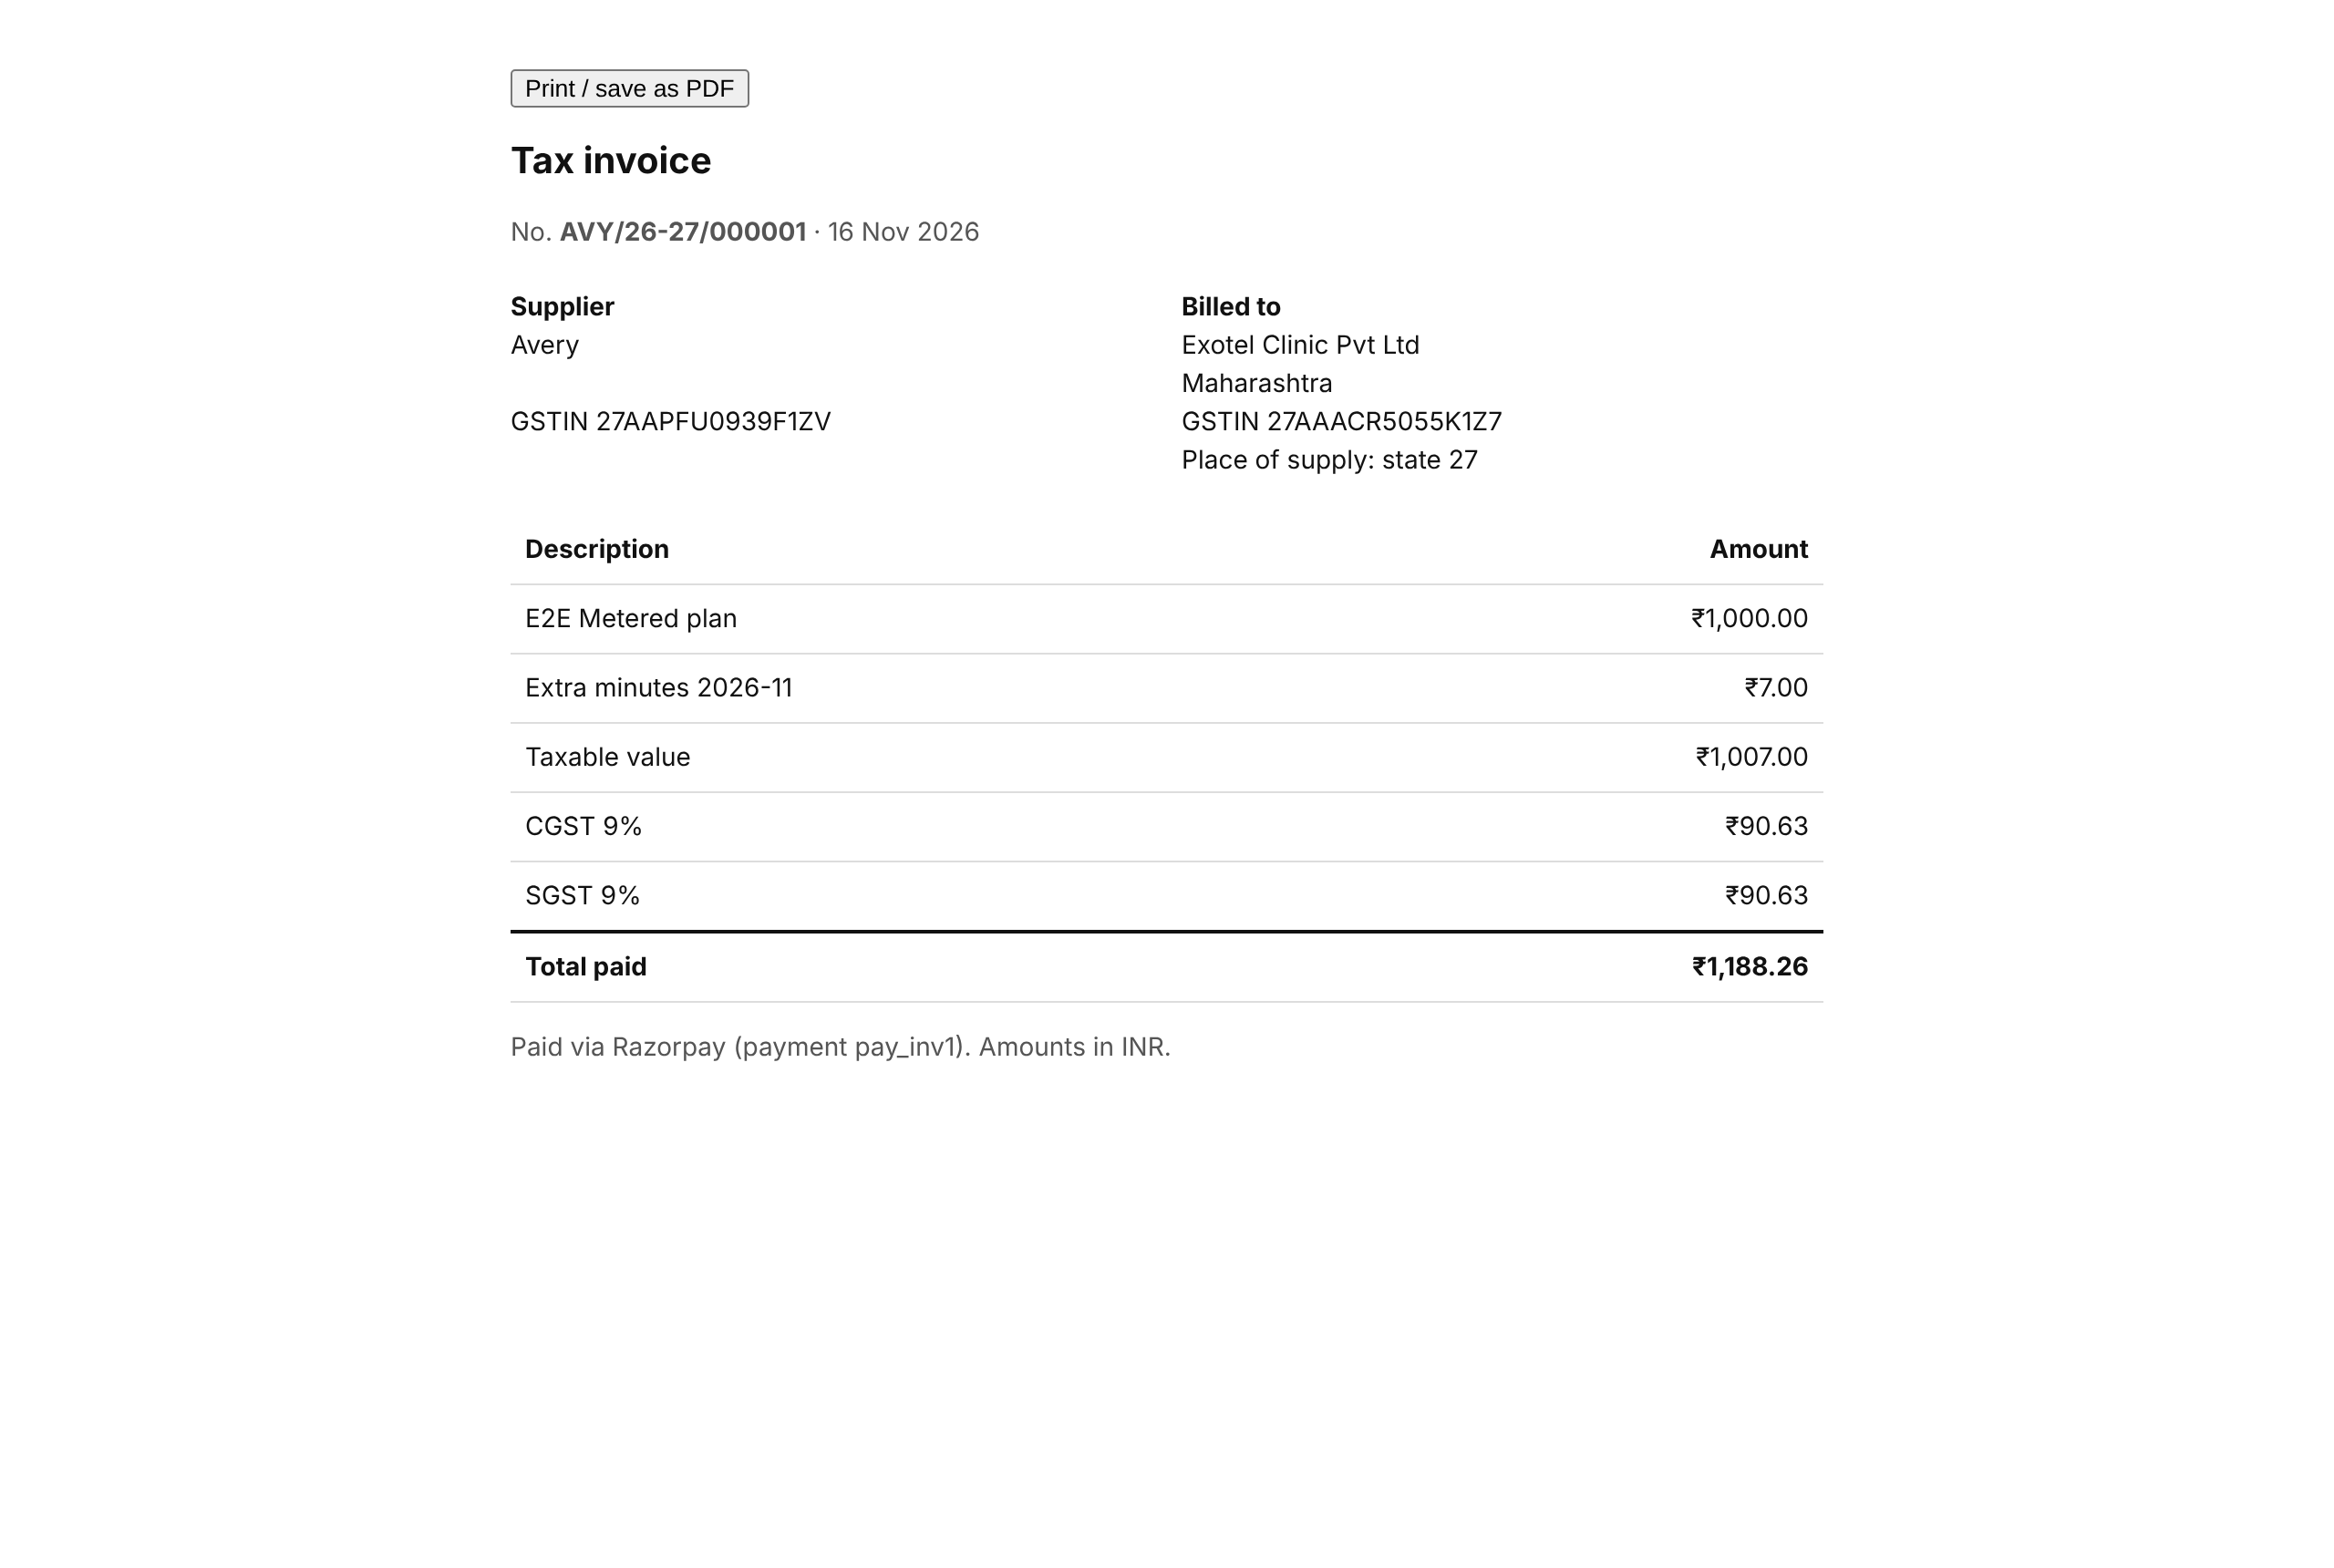 Print / save as PDF
Tax invoice
No. AVY/26-27/000001 · 16 Nov 2026
Supplier
Avery
GSTIN 27AAPFU0939F1ZV
Billed to
Exotel Clinic Pvt Ltd
Maharashtra
GSTIN 27AAACR5055K1Z7
Place of supply: state 27
Description Amount
E2E Metered plan ₹1,000.00
Extra minutes 2026-11 ₹7.00
Taxable value ₹1,007.00
CGST 9% ₹90.63
SGST 9% ₹90.63
Total paid ₹1,188.26
Paid via Razorpay (payment pay_inv1). Amounts in INR.